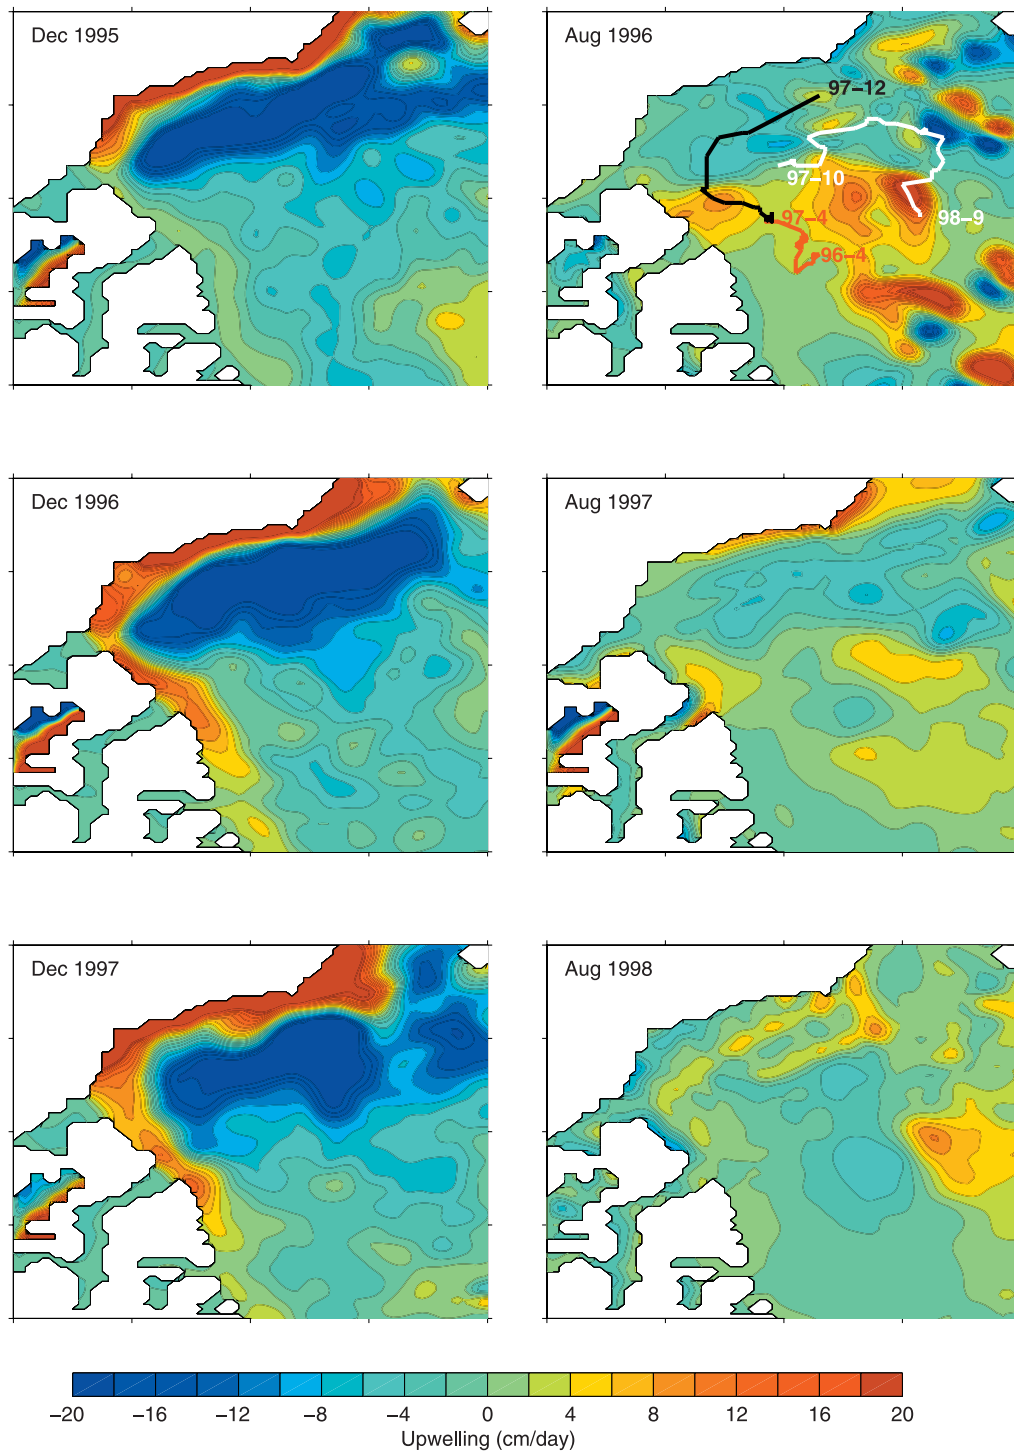 Dec 1995
Aug 1996
97–12
97–10
97–4
98–9
96–4
Dec 1996
Aug 1997
Dec 1997
Aug 1998
–20 –16 –12 –8 –4 0 4 8 12 16 20
Upwelling (cm/day)